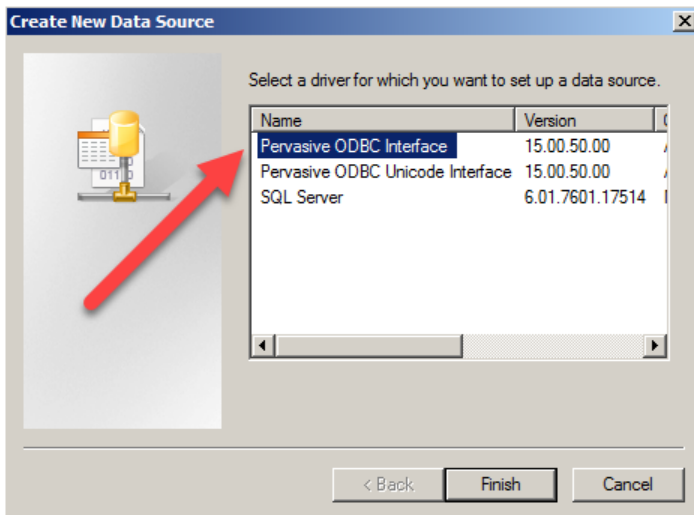 Create New Data Source
Select a driver for which you want to set up a data source.
Name Version
Pervasive ODBC Interface 15.00.50.00
Pervasive ODBC Unicode Interface 15.00.50.00
SQL Server 6.01.7601.17514
< Back Finish Cancel